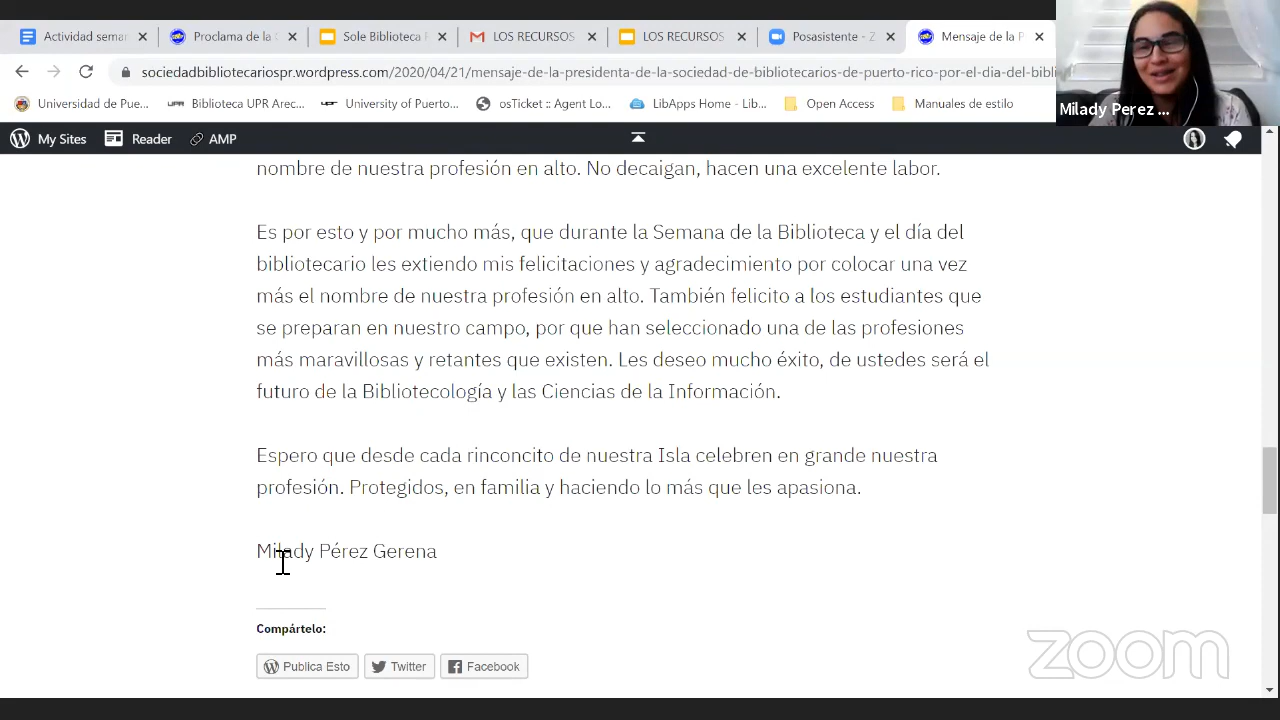 Actividad semar
Proclama de la
Sole Biblioteca
LOS RECURSOS
LOS RECURSOS
Posasistente - Z
Mensaje de la P
sociedadbibliotecariospr.wordpress.com/2020/04/21/mensaje-de-la-presidenta-de-la-sociedad-de-bibliotecarios-de-puerto-rico-por-el-dia-del-bibli
Universidad de Pue...
Biblioteca UPR Arec...
University of Puerto...
osTicket :: Agent Lo...
LibApps Home - Lib...
Open Access
Manuales de estilo
Milady Perez ...
My Sites
Reader
AMP
nombre de nuestra profesión en alto. No decaigan, hacen una excelente labor.
Es por esto y por mucho más, que durante la Semana de la Biblioteca y el día del
bibliotecario les extiendo mis felicitaciones y agradecimiento por colocar una vez
más el nombre de nuestra profesión en alto. También felicito a los estudiantes que
se preparan en nuestro campo, por que han seleccionado una de las profesiones
más maravillosas y retantes que existen. Les deseo mucho éxito, de ustedes será el
futuro de la Bibliotecología y las Ciencias de la Información.
Espero que desde cada rinconcito de nuestra Isla celebren en grande nuestra
profesión. Protegidos, en familia y haciendo lo más que les apasiona.
Milady Pérez Gerena
Compártelo:
Publica Esto
Twitter
Facebook
zoom